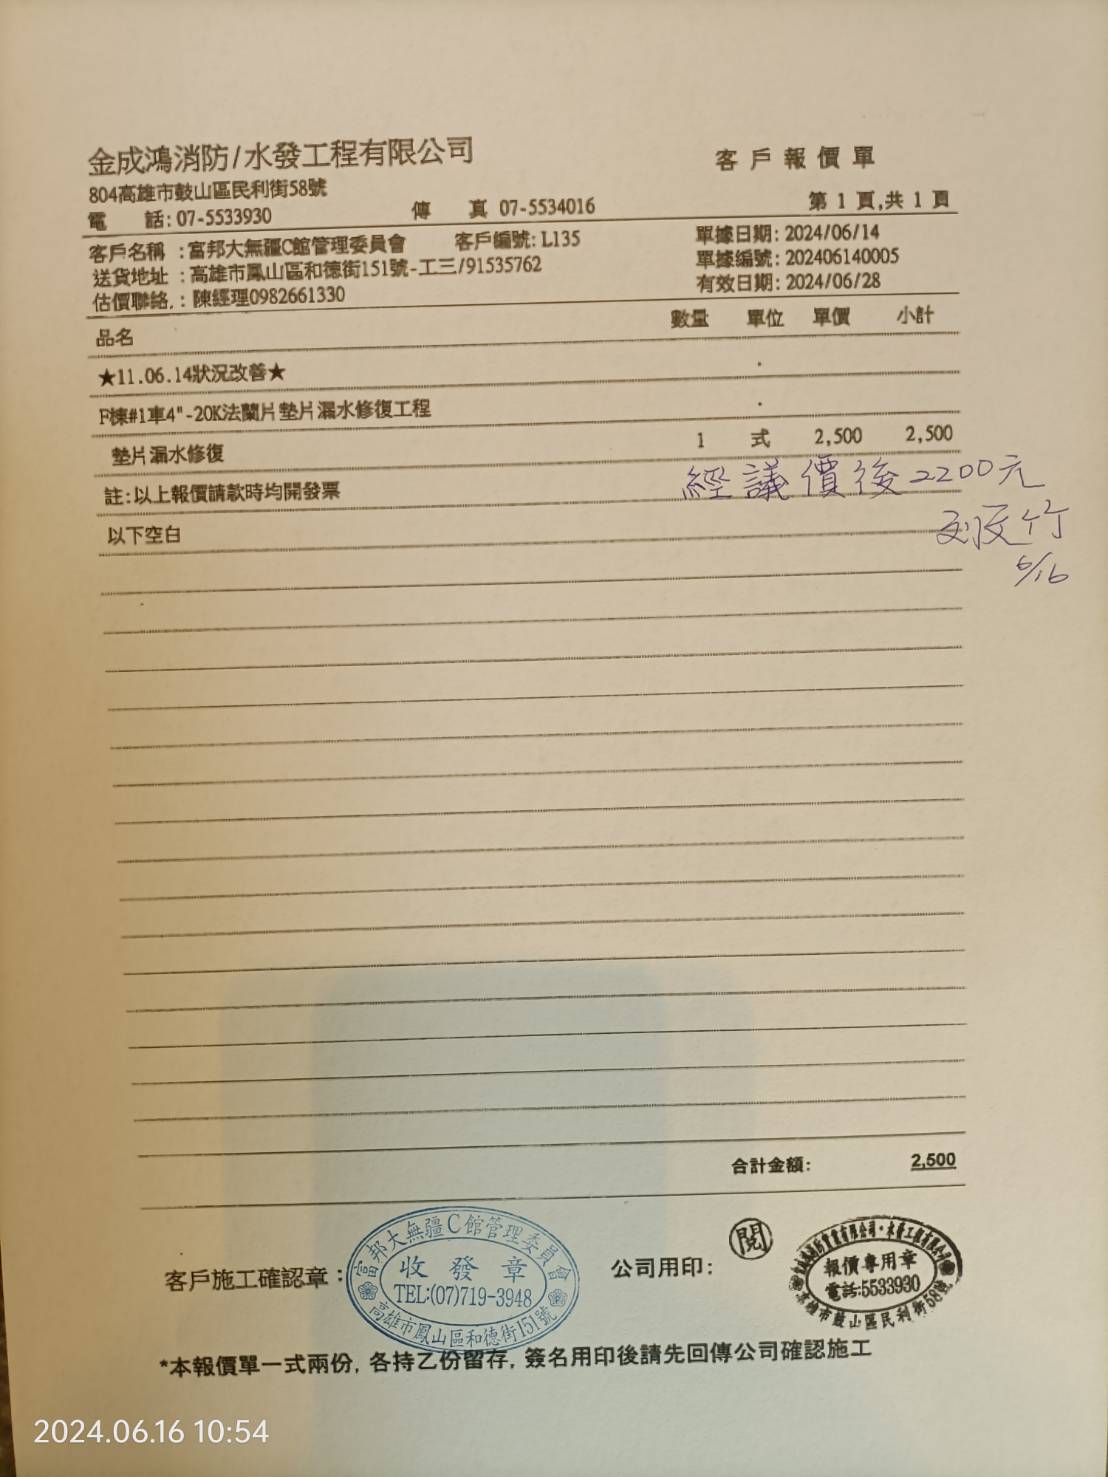 金成鴻消防/水發工程有限公司
客戶報價單
804高雄市鼓山區民利街58號
第 1 頁,共 1 頁
電 話: 07-5533930 傳 真 07-5534016
客戶名稱 : 富邦大無疆C館管理委員會 客戶編號: L135 單據日期: 2024/06/14
送貨地址 : 高雄市鳳山區和德街151號-工三/91535762 單據編號: 202406140005
估價聯絡. : 陳經理0982661330 有效日期: 2024/06/28
品名 數量 單位 單價 小計
★11.06.14狀況改善★
F棟#1車4"-20K法蘭片墊片漏水修復工程
墊片漏水修復 1 式 2,500 2,500
註:以上報價請款時均開發票
經議價後2200元
以下空白
6/16
合計金額: 2,500
客戶施工確認章:
富邦大無疆C館管理委員會
收發章
TEL:(07)719-3948
高雄市鳳山區和德街151號
公司用印:
閱
報價專用章
電話:5533930
高雄市鼓山區民利街58號
*本報價單一式兩份, 各持乙份留存, 簽名用印後請先回傳公司確認施工
2024.06.16 10:54